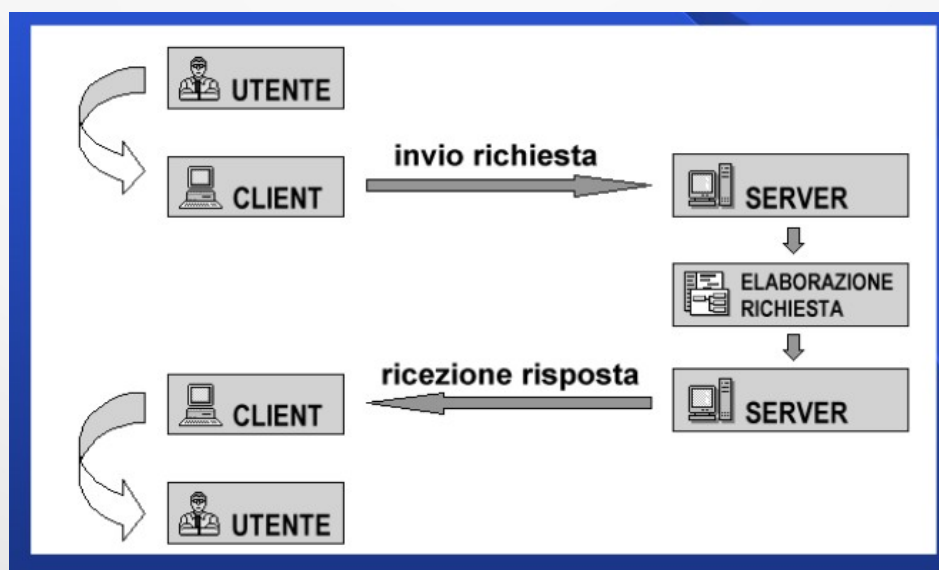 UTENTE
CLIENT
invio richiesta
SERVER
ELABORAZIONE
RICHIESTA
SERVER
ricezione risposta
CLIENT
UTENTE